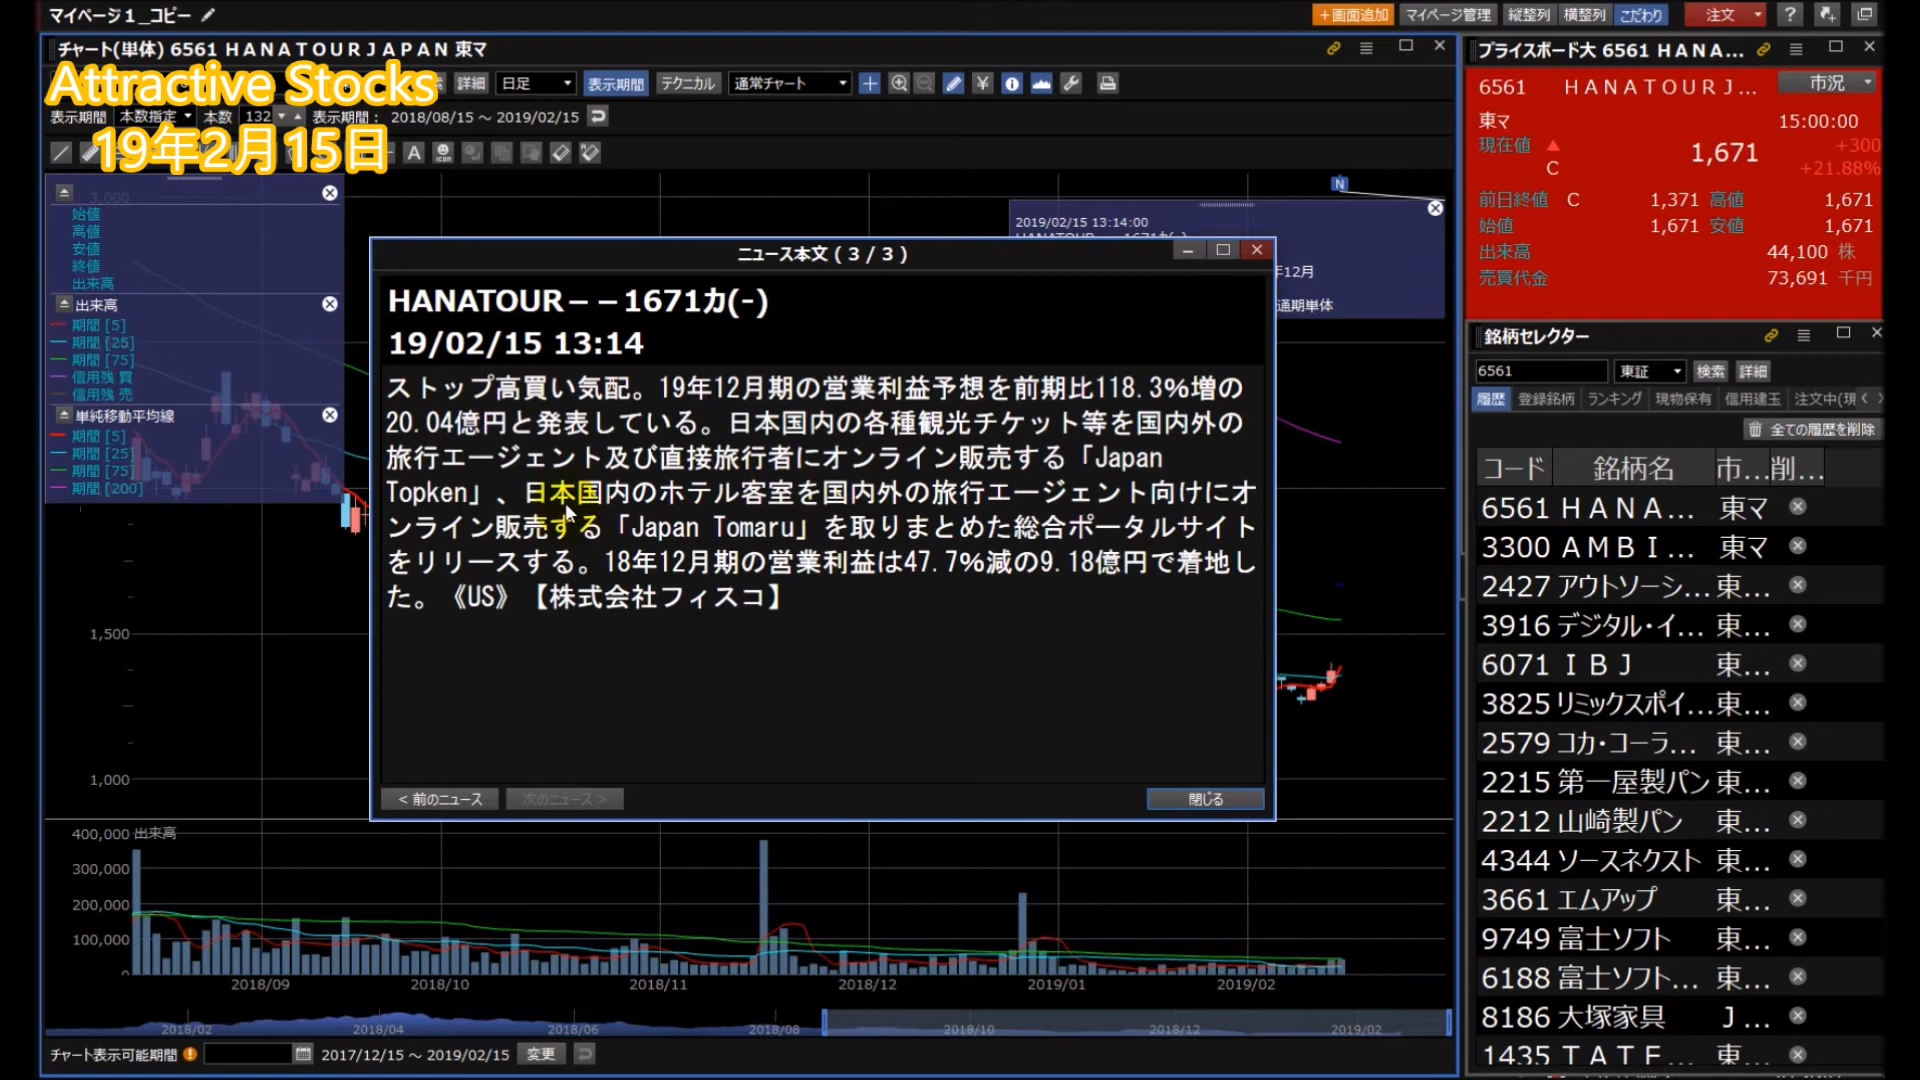 マイページ１_コピー
＋画面追加 マイページ管理 縦整列 横整列 こだわり 注文 ?
チャート(単体) 6561 ＨＡＮＡＴＯＵＲＪＡＰＡＮ 東マ
Attractive Stocks
19年2月15日
詳細 日足 表示期間 テクニカル 通常チャート
表示期間 本数指定 本数 132 表示期間： 2018/08/15 ～ 2019/02/15
3,000
始値
高値
安値
終値
出来高
出来高
期間 [5]
期間 [25]
期間 [75]
信用残 買
信用残 売
単純移動平均線
期間 [5]
期間 [25]
期間 [75]
期間 [200]
N
2019/02/15 13:14:00
年12月
通期単体
1,500
1,000
ニュース本文 ( 3 / 3 )
HANATOUR－－1671カ(-)
19/02/15 13:14
ストップ高買い気配。19年12月期の営業利益予想を前期比118.3%増の
20.04億円と発表している。日本国内の各種観光チケット等を国内外の
旅行エージェント及び直接旅行者にオンライン販売する「Japan
Topken」、日本国内のホテル客室を国内外の旅行エージェント向けにオ
ンライン販売する「Japan Tomaru」を取りまとめた総合ポータルサイト
をリリースする。18年12月期の営業利益は47.7%減の9.18億円で着地し
た。《US》【株式会社フィスコ】
< 前のニュース 次のニュース > 閉じる
400,000 出来高
300,000
200,000
100,000
0
2018/09 2018/10 2018/11 2018/12 2019/01 2019/02
2018/02 2018/04 2018/06 2018/08 2018/10 2018/12 2019/02
チャート表示可能期間 2017/12/15 ～ 2019/02/15 変更
プライスボード大 6561 ＨＡＮＡ...
6561 ＨＡＮＡＴＯＵＲＪ... 市況
東マ 15:00:00
現在値 ▲ 1,671 +300
C +21.88%
前日終値 C 1,371 高値 1,671
始値 1,671 安値 1,671
出来高 44,100 株
売買代金 73,691 千円
銘柄セレクター
6561 東証 検索 詳細
履歴 登録銘柄 ランキング 現物保有 信用建玉 注文中(現
全ての履歴を削除
コード 銘柄名 市... 削...
6561 ＨＡＮＡ... 東マ
3300 ＡＭＢＩ... 東マ
2427 アウトソーシ... 東...
3916 デジタル・イ... 東...
6071 ＩＢＪ 東...
3825 リミックスポイ... 東...
2579 コカ・コーラ... 東...
2215 第一屋製パン 東...
2212 山崎製パン 東...
4344 ソースネクスト 東...
3661 エムアップ 東...
9749 富士ソフト 東...
6188 富士ソフト... 東...
8186 大塚家具 Ｊ...
1435 ＴＡＴＥ... 東...